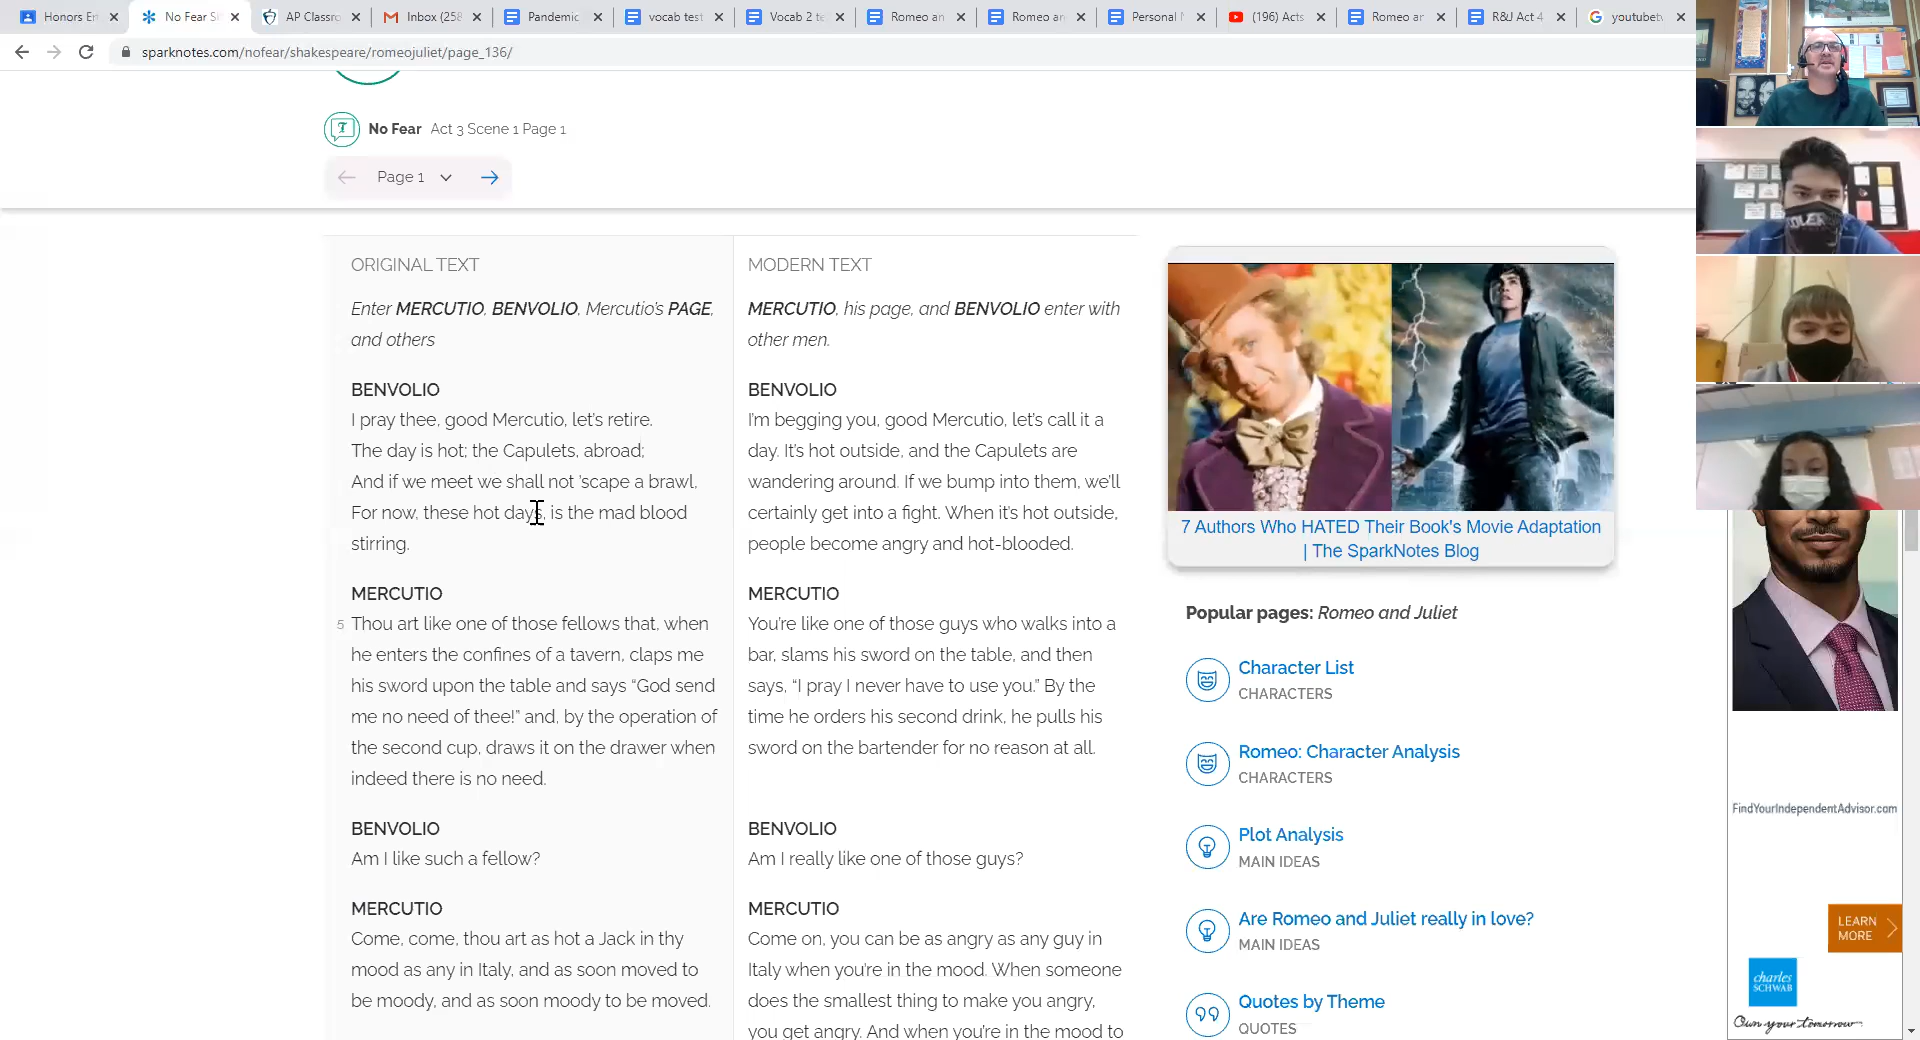 Honors En
No Fear S
AP Classro
Inbox (258
Pandemic
vocab test
Vocab 2 te
Romeo an
Romeo an
Personal N
(196) Acts
Romeo an
R&J Act 4
youtubetv
sparknotes.com/nofear/shakespeare/romeojuliet/page_136/
No Fear Act 3 Scene 1 Page 1
Page 1
ORIGINAL TEXT
Enter MERCUTIO, BENVOLIO, Mercutio's PAGE,
and others
BENVOLIO
I pray thee, good Mercutio, let's retire.
The day is hot; the Capulets, abroad;
And if we meet we shall not 'scape a brawl,
For now, these hot days, is the mad blood
stirring.
MERCUTIO
5 Thou art like one of those fellows that, when
he enters the confines of a tavern, claps me
his sword upon the table and says “God send
me no need of thee!” and, by the operation of
the second cup, draws it on the drawer when
indeed there is no need.
BENVOLIO
Am I like such a fellow?
MERCUTIO
Come, come, thou art as hot a Jack in thy
mood as any in Italy, and as soon moved to
be moody, and as soon moody to be moved.
MODERN TEXT
MERCUTIO, his page, and BENVOLIO enter with
other men.
BENVOLIO
I'm begging you, good Mercutio, let's call it a
day. It's hot outside, and the Capulets are
wandering around. If we bump into them, we'll
certainly get into a fight. When it's hot outside,
people become angry and hot-blooded.
MERCUTIO
You're like one of those guys who walks into a
bar, slams his sword on the table, and then
says, “I pray I never have to use you.” By the
time he orders his second drink, he pulls his
sword on the bartender for no reason at all.
BENVOLIO
Am I really like one of those guys?
MERCUTIO
Come on, you can be as angry as any guy in
Italy when you're in the mood. When someone
does the smallest thing to make you angry,
you get angry. And when you're in the mood to
7 Authors Who HATED Their Book's Movie Adaptation
| The SparkNotes Blog
Popular pages: Romeo and Juliet
Character List
CHARACTERS
Romeo: Character Analysis
CHARACTERS
Plot Analysis
MAIN IDEAS
Are Romeo and Juliet really in love?
MAIN IDEAS
Quotes by Theme
QUOTES
FindYourIndependentAdvisor.com
LEARN
MORE
charles
SCHWAB
Own your tomorrow